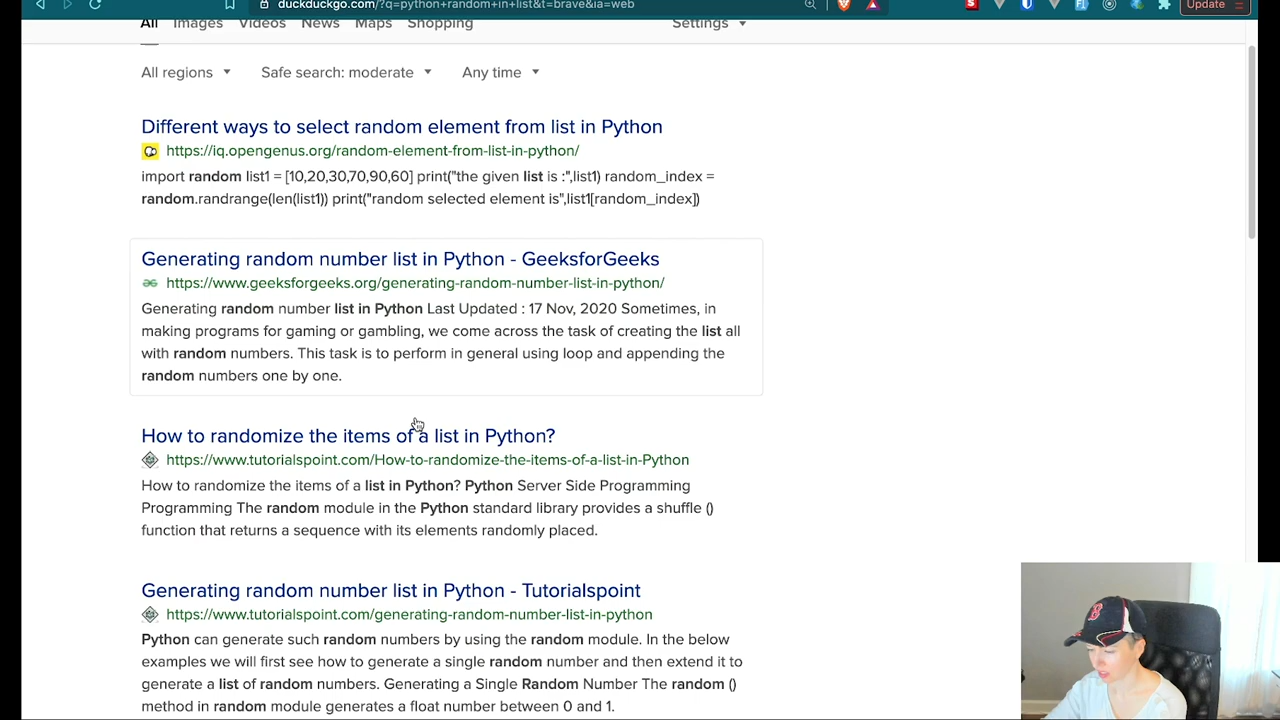 duckduckgo.com/?q=python+random+in+list&t=brave&ia=web
Update
All Images Videos News Maps Shopping Settings
All regions Safe search: moderate Any time
Different ways to select random element from list in Python
https://iq.opengenus.org/random-element-from-list-in-python/
import random list1 = [10,20,30,70,90,60] print("the given list is :",list1) random_index =
random.randrange(len(list1)) print("random selected element is",list1[random_index])
Generating random number list in Python - GeeksforGeeks
https://www.geeksforgeeks.org/generating-random-number-list-in-python/
Generating random number list in Python Last Updated : 17 Nov, 2020 Sometimes, in
making programs for gaming or gambling, we come across the task of creating the list all
with random numbers. This task is to perform in general using loop and appending the
random numbers one by one.
How to randomize the items of a list in Python?
https://www.tutorialspoint.com/How-to-randomize-the-items-of-a-list-in-Python
How to randomize the items of a list in Python? Python Server Side Programming
Programming The random module in the Python standard library provides a shuffle ()
function that returns a sequence with its elements randomly placed.
Generating random number list in Python - Tutorialspoint
https://www.tutorialspoint.com/generating-random-number-list-in-python
Python can generate such random numbers by using the random module. In the below
examples we will first see how to generate a single random number and then extend it to
generate a list of random numbers. Generating a Single Random Number The random ()
method in random module generates a float number between 0 and 1.
B